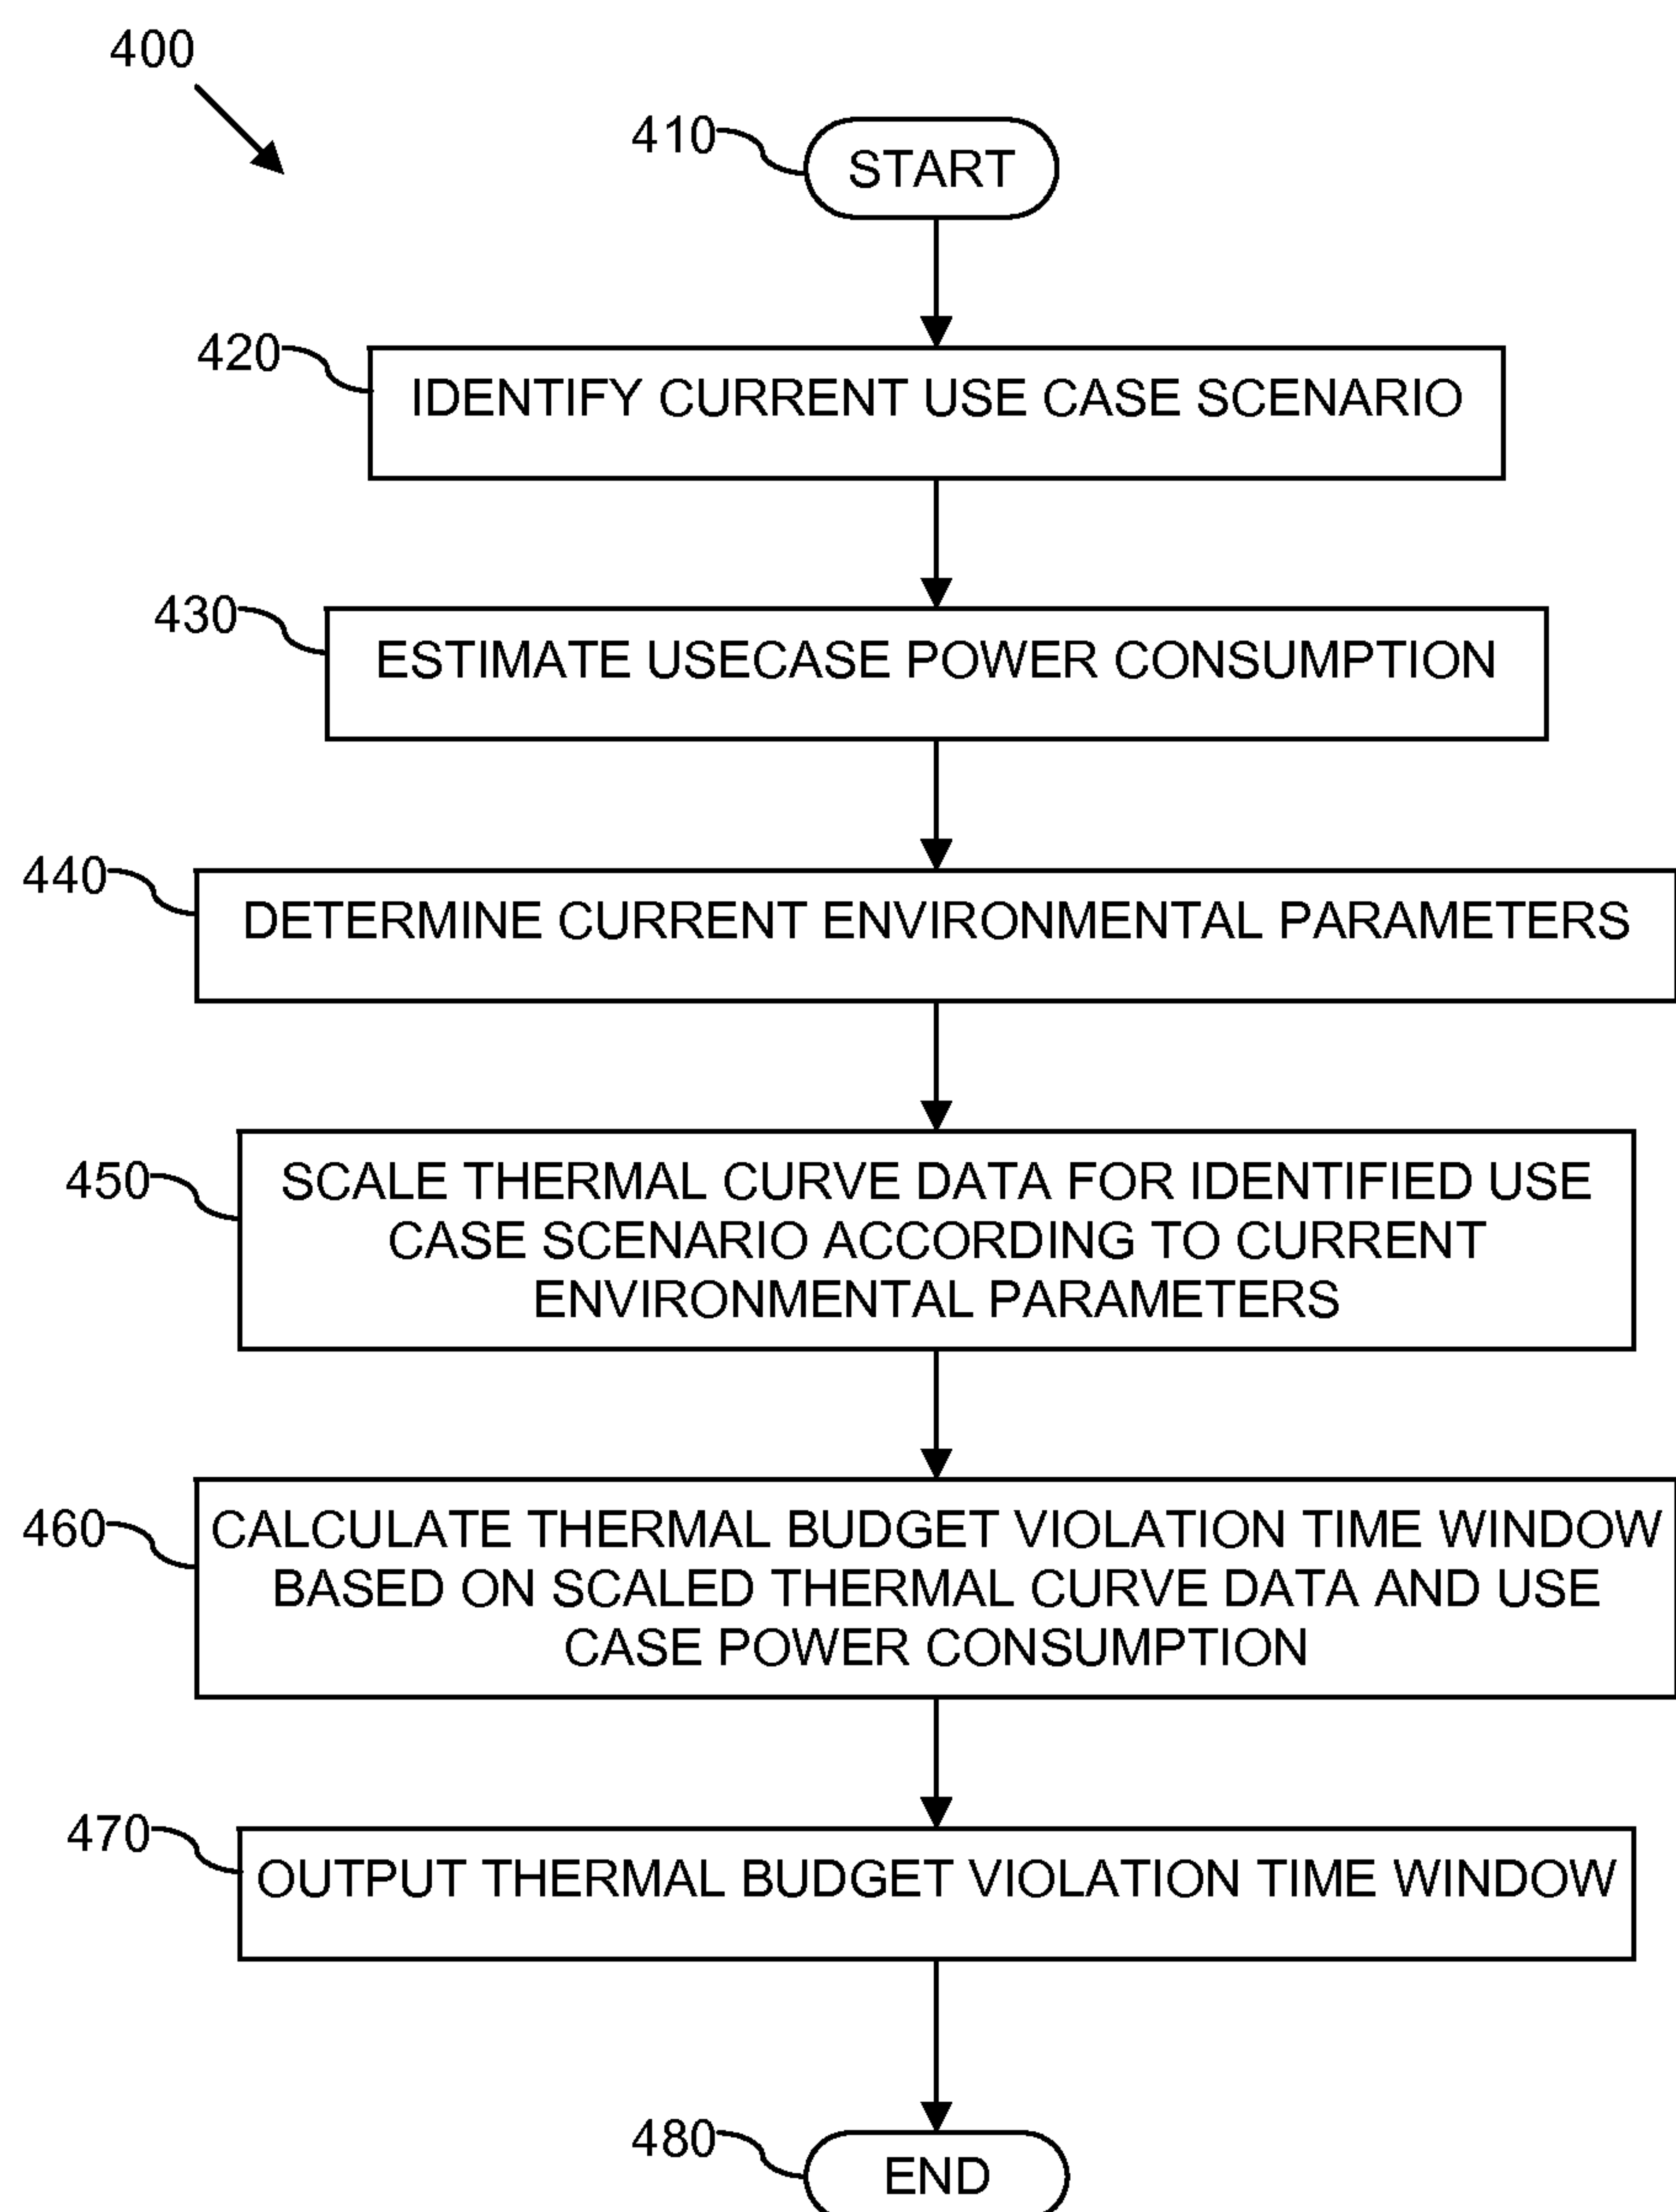 400
410
START
420
IDENTIFY CURRENT USE CASE SCENARIO
430
ESTIMATE USECASE POWER CONSUMPTION
440
DETERMINE CURRENT ENVIRONMENTAL PARAMETERS
450
SCALE THERMAL CURVE DATA FOR IDENTIFIED USE
CASE SCENARIO ACCORDING TO CURRENT
ENVIRONMENTAL PARAMETERS
460
CALCULATE THERMAL BUDGET VIOLATION TIME WINDOW
BASED ON SCALED THERMAL CURVE DATA AND USE
CASE POWER CONSUMPTION
470
OUTPUT THERMAL BUDGET VIOLATION TIME WINDOW
480
END